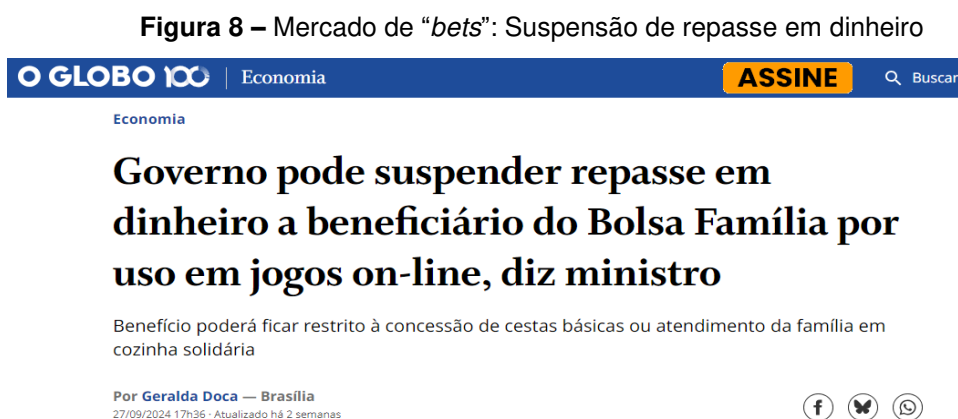 Figura 8 – Mercado de “bets”: Suspensão de repasse em dinheiro
O GLOBO 100 | Economia ASSINE Buscar
Economia
Governo pode suspender repasse em
dinheiro a beneficiário do Bolsa Família por
uso em jogos on-line, diz ministro
Benefício poderá ficar restrito à concessão de cestas básicas ou atendimento da família em
cozinha solidária
Por Geralda Doca — Brasília
27/09/2024 17h36 · Atualizado há 2 semanas